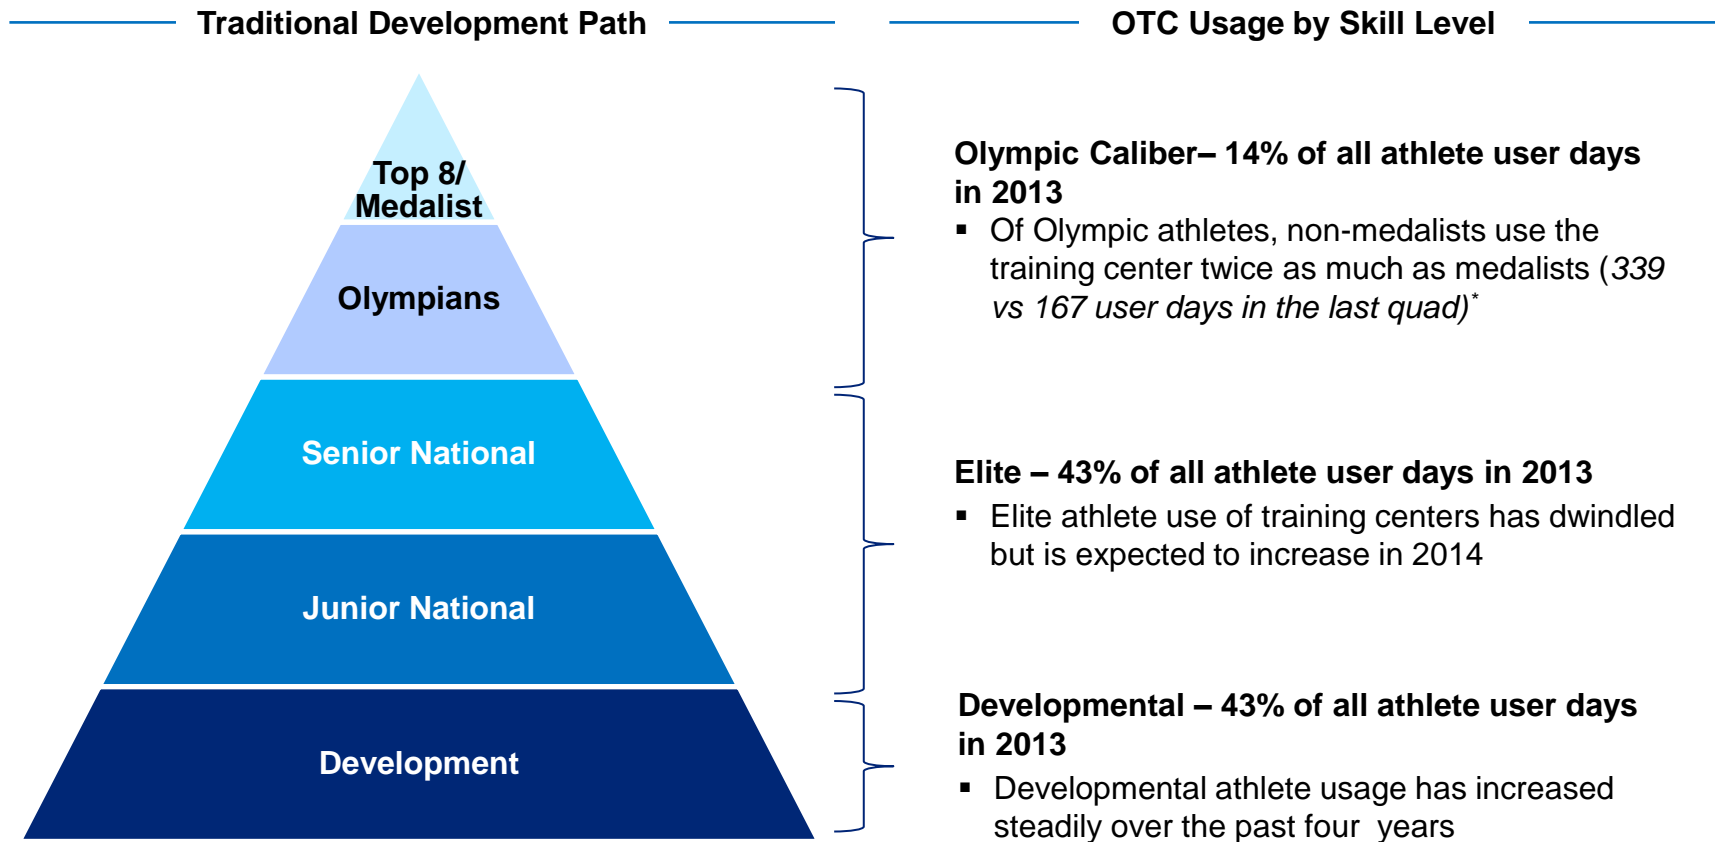 Traditional Development Path
OTC Usage by Skill Level
Top 8/
Medalist
Olympians
Senior National
Junior National
Development
Olympic Caliber– 14% of all athlete user days
in 2013
▪ Of Olympic athletes, non-medalists use the
training center twice as much as medalists (339
vs 167 user days in the last quad)*
Elite – 43% of all athlete user days in 2013
▪ Elite athlete use of training centers has dwindled
but is expected to increase in 2014
Developmental – 43% of all athlete user days
in 2013
▪ Developmental athlete usage has increased
steadily over the past four years